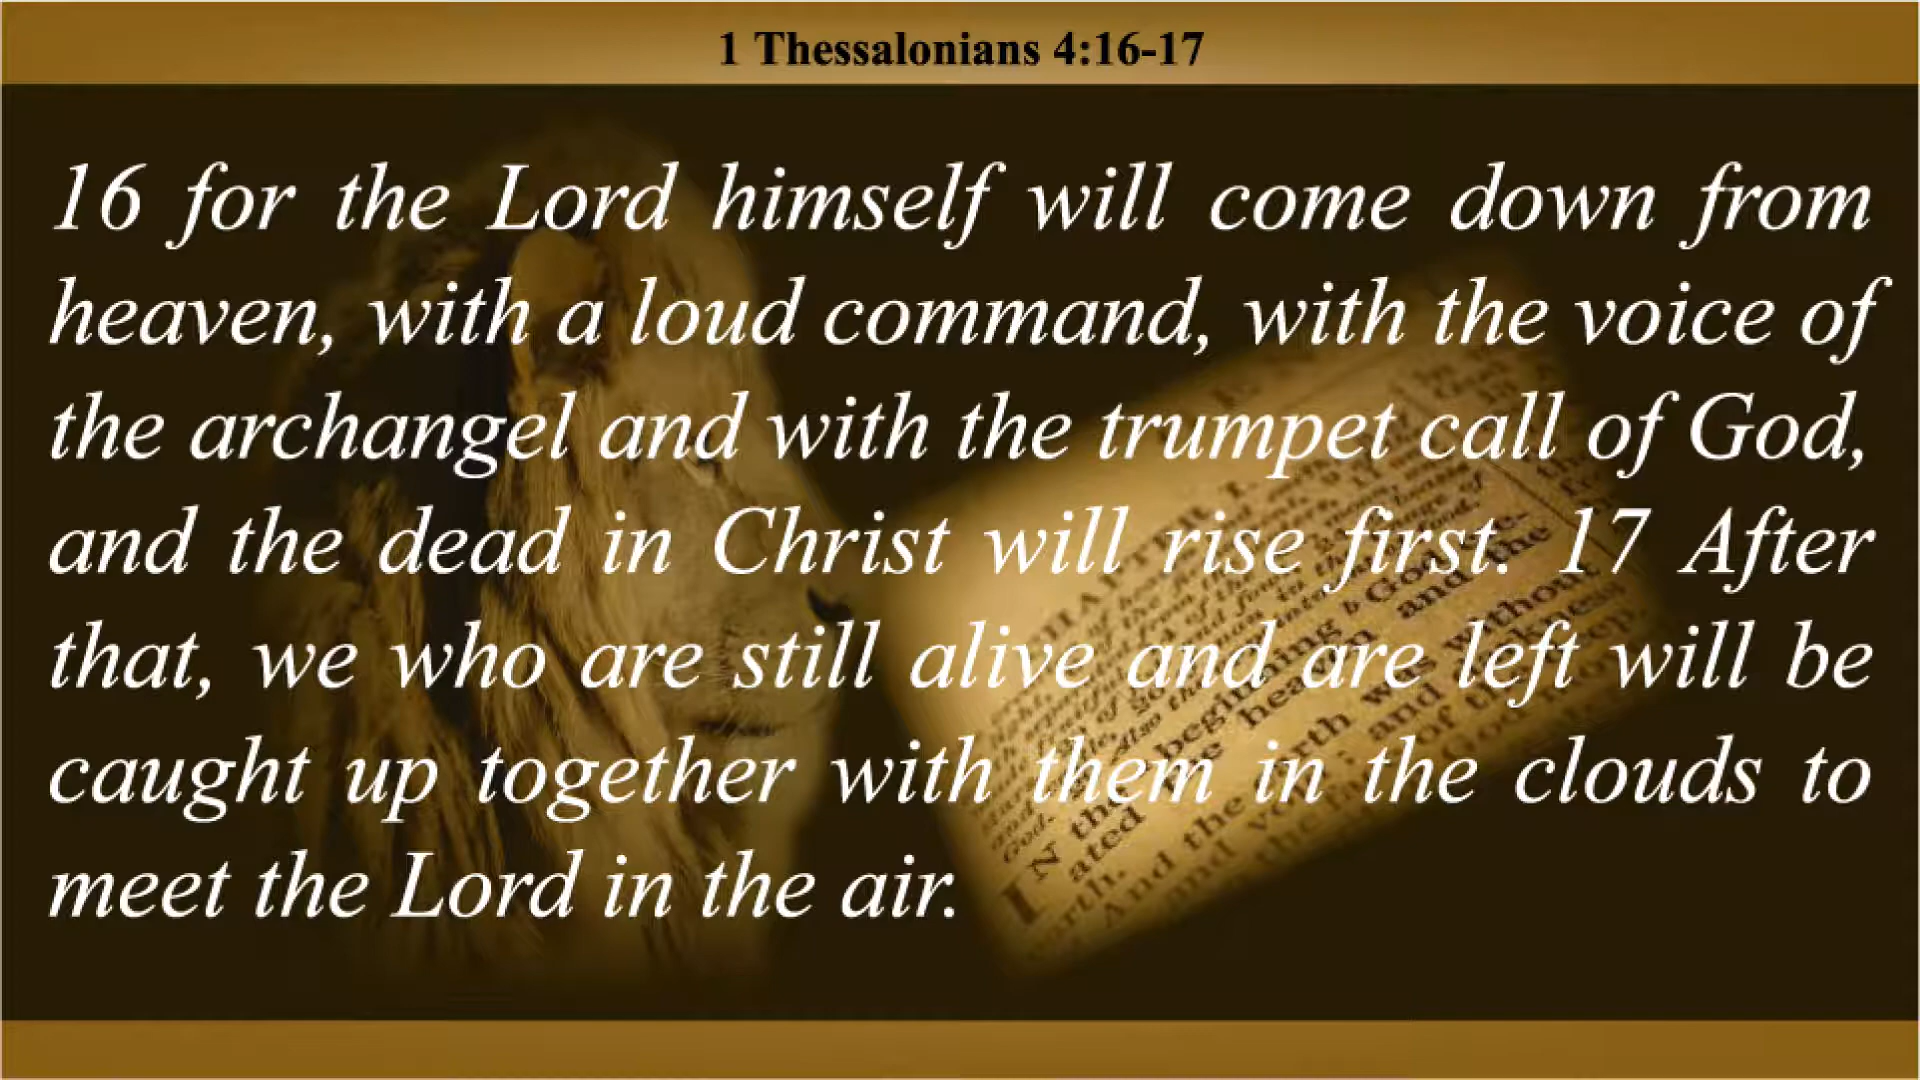 1 Thessalonians 4:16-17
16 for the Lord himself will come down from
heaven, with a loud command, with the voice of
the archangel and with the trumpet call of God,
and the dead in Christ will rise first. 17 After
that, we who are still alive and are left will be
caught up together with them in the clouds to
meet the Lord in the air.